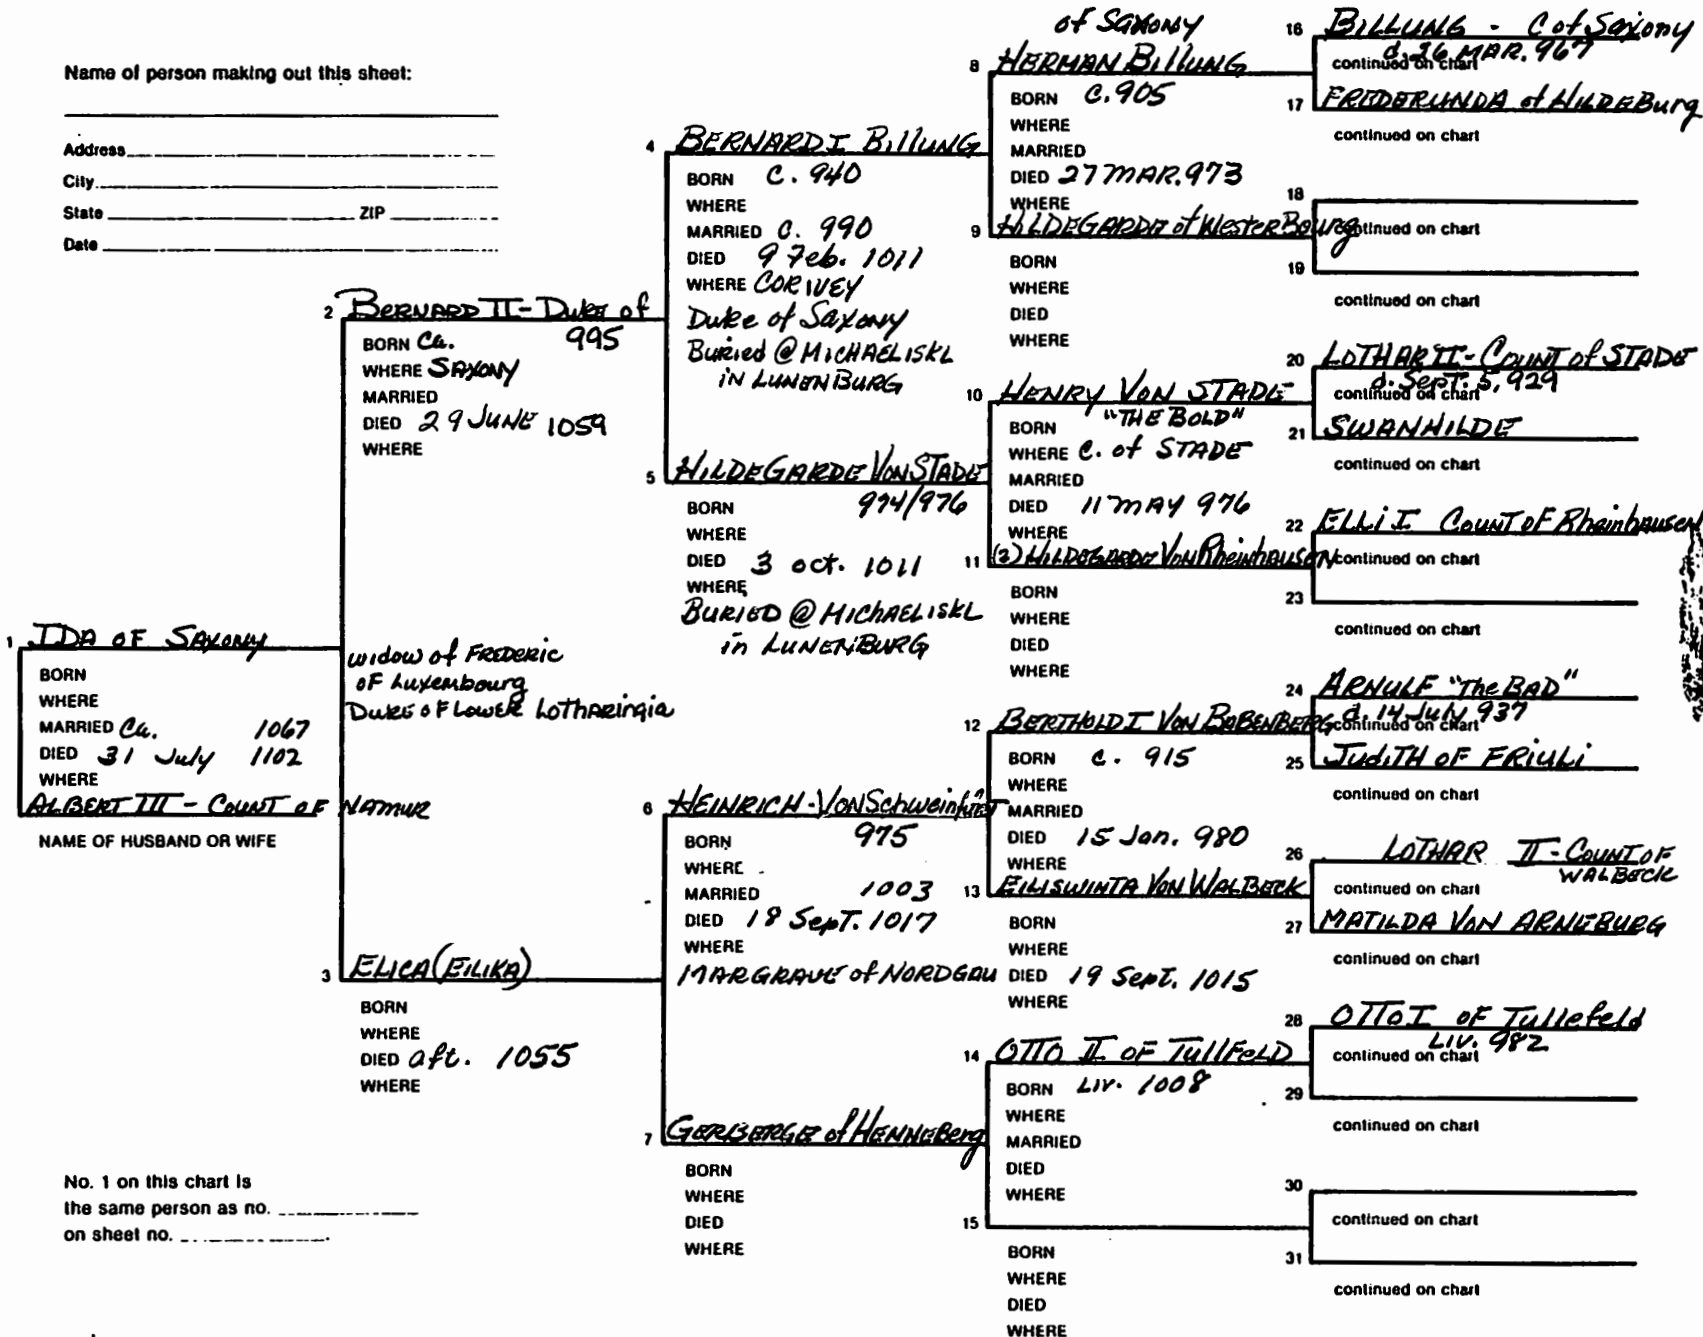 Name of person making out this sheet:
Address
City
State ZIP
Date
1 IDA OF SAXONY
BORN
WHERE
MARRIED Ca. 1067
DIED 31 July 1102
WHERE
ALBERT III - COUNT OF NAMUR
NAME OF HUSBAND OR WIFE
No. 1 on this chart is
the same person as no.
on sheet no.
2 BERNARD II - DUKE of
BORN Ca. 995
WHERE SAXONY
MARRIED
DIED 29 JUNE 1059
WHERE
widow of FREDERIC
OF Luxembourg
DUKE OF LOWER LOTHARingia
3 ELICA (EILIKA)
BORN
WHERE
DIED aft. 1055
WHERE
4 BERNARD I BillUNG
BORN C. 940
WHERE
MARRIED C. 990
DIED 9 Feb. 1011
WHERE CORIVEY
Duke of SAXONY
Buried @ MICHAELISKL
IN LUNENBURG
5 HILDEGARDE VON STADE
BORN 974/976
WHERE
DIED 3 oct. 1011
WHERE
BURIED @ MICHAELISKL
in LUNENBURG
6 HEINRICH - VON Schweinfurt
BORN 975
WHERE
MARRIED 1003
DIED 18 Sept. 1017
WHERE
MARGRAVE of NORDGAU
7 GERBERGE of HENNEBerg
BORN
WHERE
DIED
WHERE
of SAXONY
8 HERMAN BillUNG
BORN C. 905
WHERE
MARRIED
DIED 27 MAR. 973
WHERE
9 HILDEGARDE of WesterBourg
BORN
WHERE
DIED
WHERE
10 HENRY VON STADE
"THE BOLD"
BORN
WHERE C. of STADE
MARRIED
DIED 11 MAY 976
WHERE
11 (2) HILDEGARDE VON Rheinhausen
BORN
WHERE
DIED
WHERE
12 BERTHOLD I VON BABENBERG
BORN C. 915
WHERE
MARRIED
DIED 15 Jan. 980
WHERE
13 EILISWINTA VON WALBECK
BORN
WHERE
DIED 19 Sept. 1015
WHERE
14 OTTO II OF TullFELD
BORN LIV. 1008
WHERE
MARRIED
DIED
WHERE
15
BORN
WHERE
DIED
WHERE
16 BILLUNG - C of Saxony
d. 26 MAR. 967
continued on chart
17 FREDERUNDA of HILDEBurg
continued on chart
18
continued on chart
19
continued on chart
20 LOTHAR II - COUNT of STADE
d. Sept. 5, 929
continued on chart
21 SWANHILDE
continued on chart
22 ELLi I COUNT OF Rheinhausen
continued on chart
23
continued on chart
24 ARNULF "The BAD"
d. 14 July 937
continued on chart
25 JUDITH OF FRIULi
continued on chart
26 LOTHAR II - COUNT OF
WALBECK
continued on chart
27 MATILDA VON ARNEBURG
continued on chart
28 OTTO I OF Tullefeld
LIV. 982
continued on chart
29
continued on chart
30
continued on chart
31
continued on chart